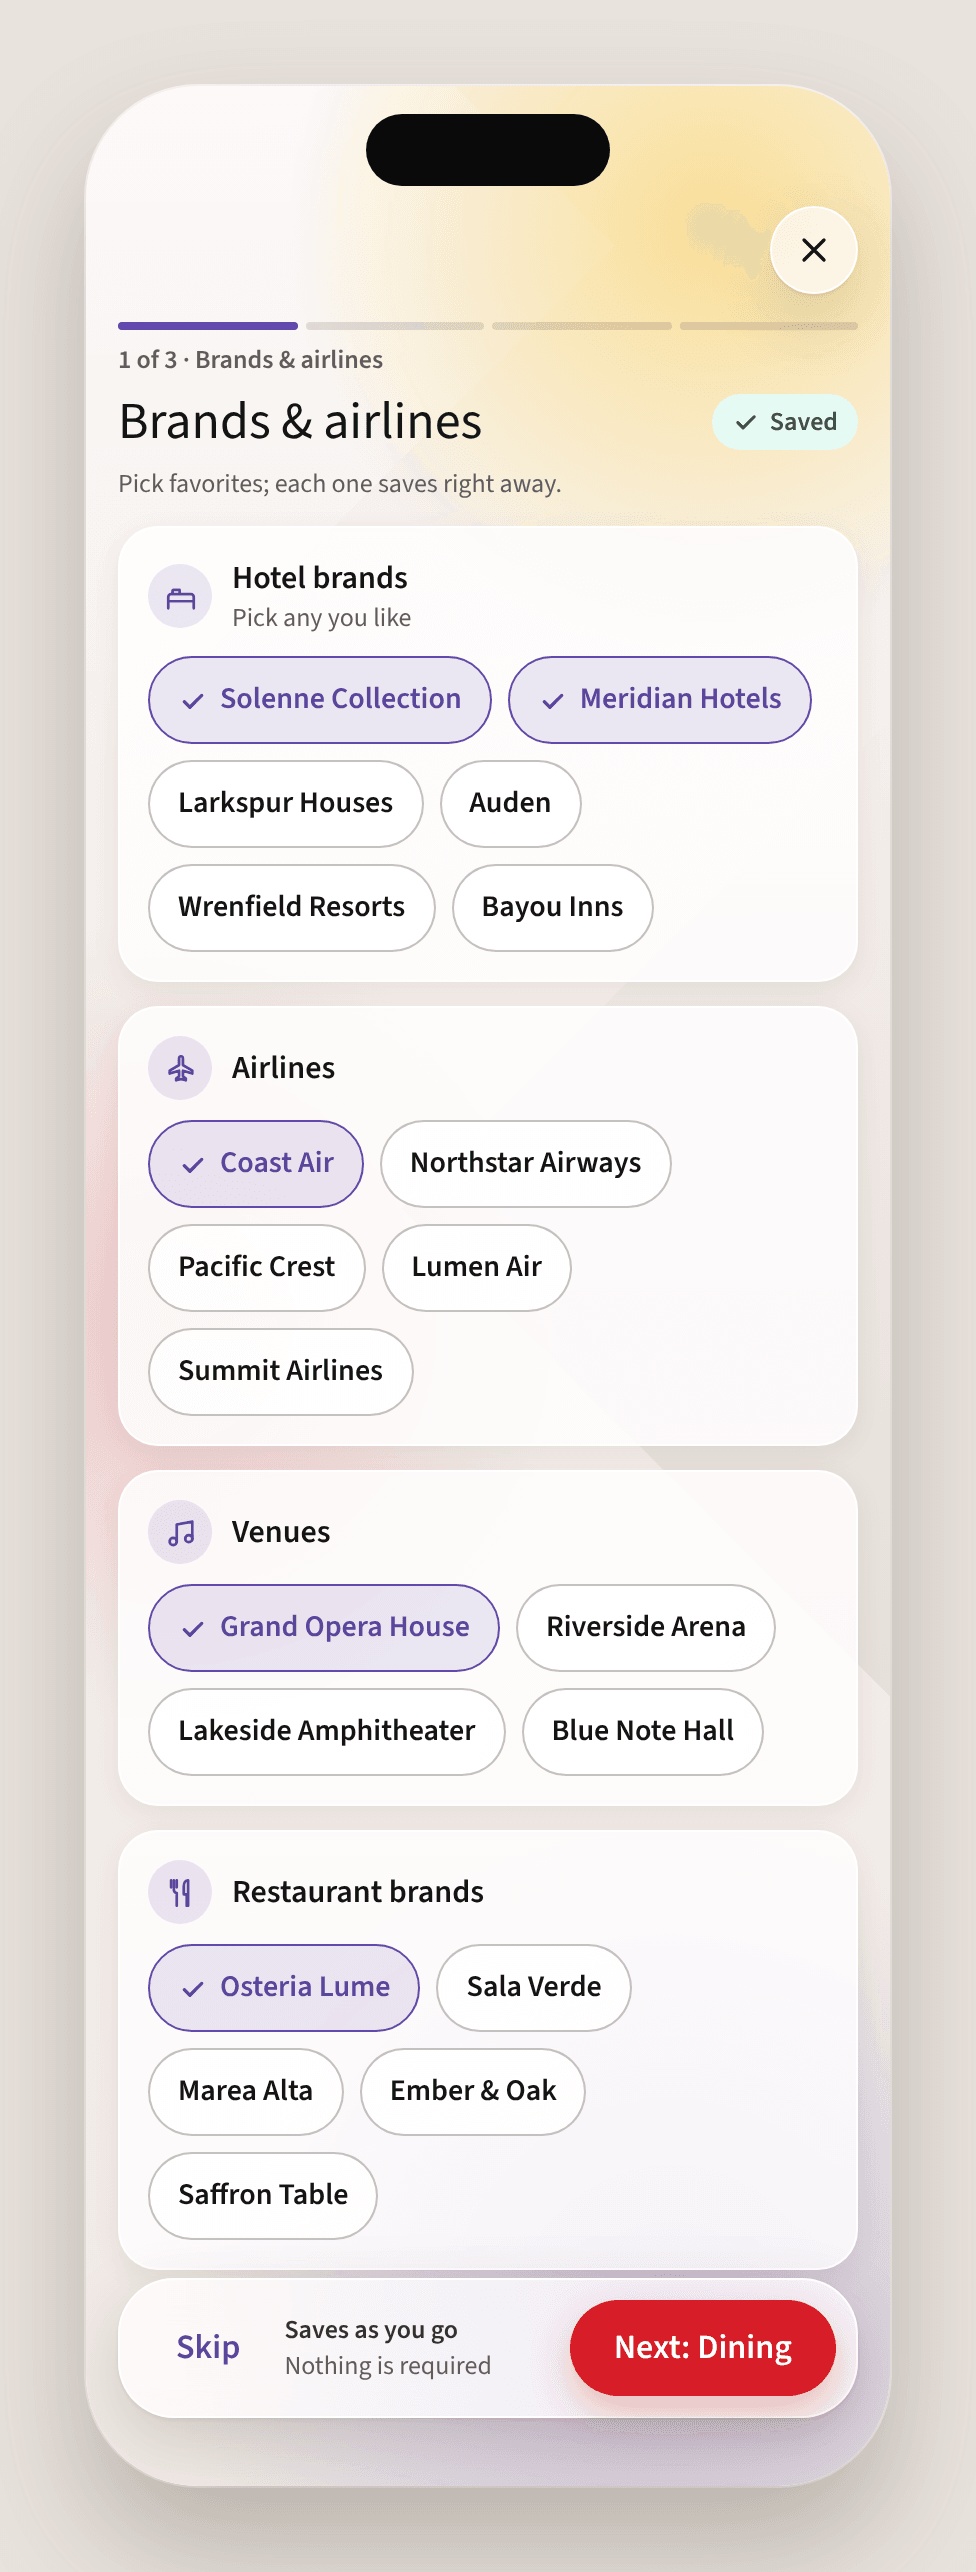 1 of 3 · Brands & airlines
Brands & airlines
Saved
Pick favorites; each one saves right away.
Hotel brands
Pick any you like
Solenne Collection
Meridian Hotels
Larkspur Houses
Auden
Wrenfield Resorts
Bayou Inns
Airlines
Coast Air
Northstar Airways
Pacific Crest
Lumen Air
Summit Airlines
Venues
Grand Opera House
Riverside Arena
Lakeside Amphitheater
Blue Note Hall
Restaurant brands
Osteria Lume
Sala Verde
Marea Alta
Ember & Oak
Saffron Table
Skip
Saves as you go
Nothing is required
Next: Dining